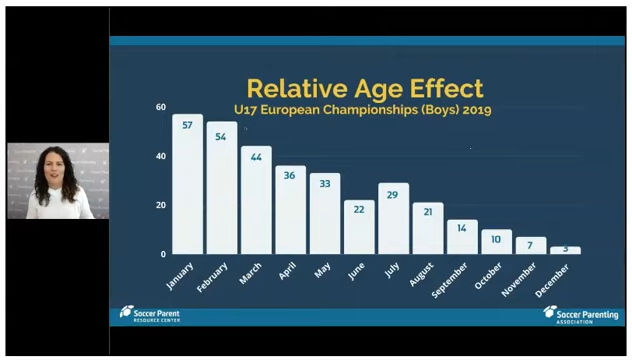 Relative Age Effect
U17 European Championships (Boys) 2019
60
40
20
0
57
54
44
36
33
22
29
21
14
10
7
3
January
February
March
April
May
June
July
August
September
October
November
December
Soccer Parent
RESOURCE CENTER
Soccer Parenting
ASSOCIATION